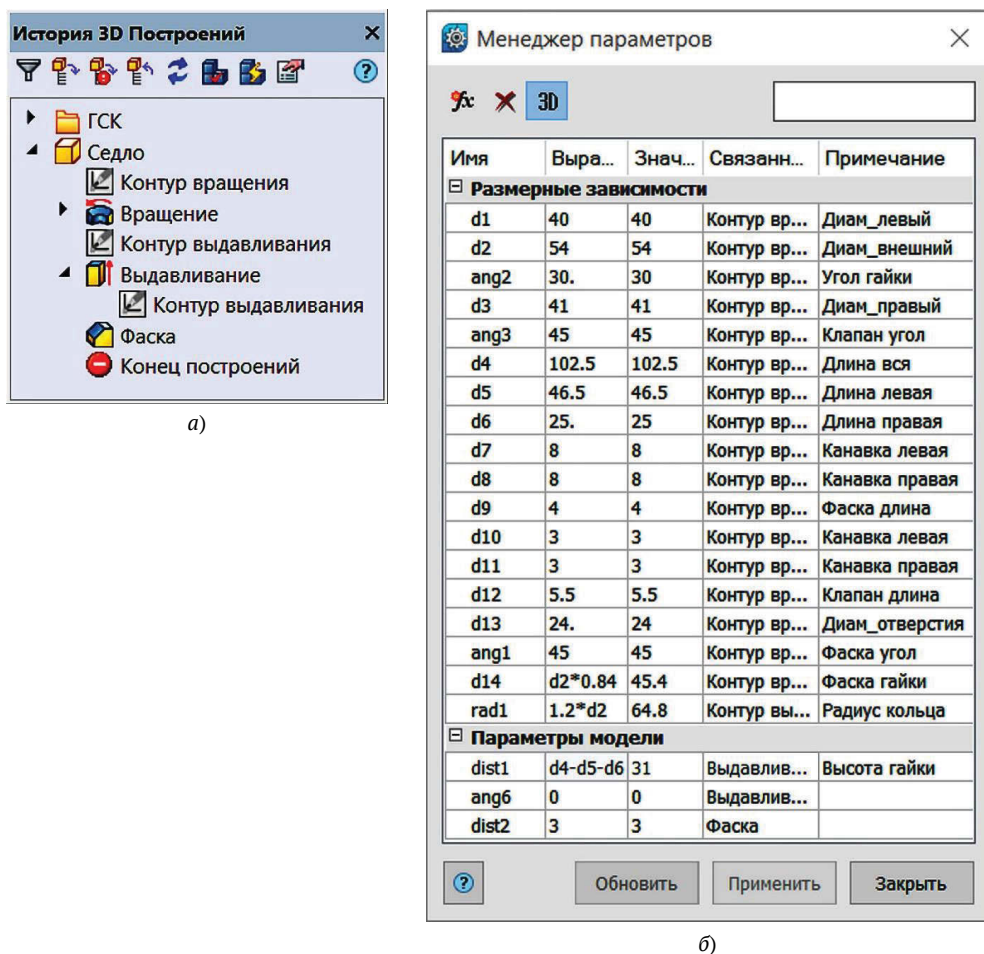 История 3D Построений
ГСК
Седло
Контур вращения
Вращение
Контур выдавливания
Выдавливание
Контур выдавливания
Фаска
Конец построений
а)
Менеджер параметров
fx 3D
Имя Выра... Знач... Связанн... Примечание
Размерные зависимости
d1 40 40 Контур вр... Диам_левый
d2 54 54 Контур вр... Диам_внешний
ang2 30. 30 Контур вр... Угол гайки
d3 41 41 Контур вр... Диам_правый
ang3 45 45 Контур вр... Клапан угол
d4 102.5 102.5 Контур вр... Длина вся
d5 46.5 46.5 Контур вр... Длина левая
d6 25. 25 Контур вр... Длина правая
d7 8 8 Контур вр... Канавка левая
d8 8 8 Контур вр... Канавка правая
d9 4 4 Контур вр... Фаска длина
d10 3 3 Контур вр... Канавка левая
d11 3 3 Контур вр... Канавка правая
d12 5.5 5.5 Контур вр... Клапан длина
d13 24. 24 Контур вр... Диам_отверстия
ang1 45 45 Контур вр... Фаска угол
d14 d2*0.84 45.4 Контур вр... Фаска гайки
rad1 1.2*d2 64.8 Контур вы... Радиус кольца
Параметры модели
dist1 d4-d5-d6 31 Выдавлив... Высота гайки
ang6 0 0 Выдавлив...
dist2 3 3 Фаска
Обновить Применить Закрыть
б)